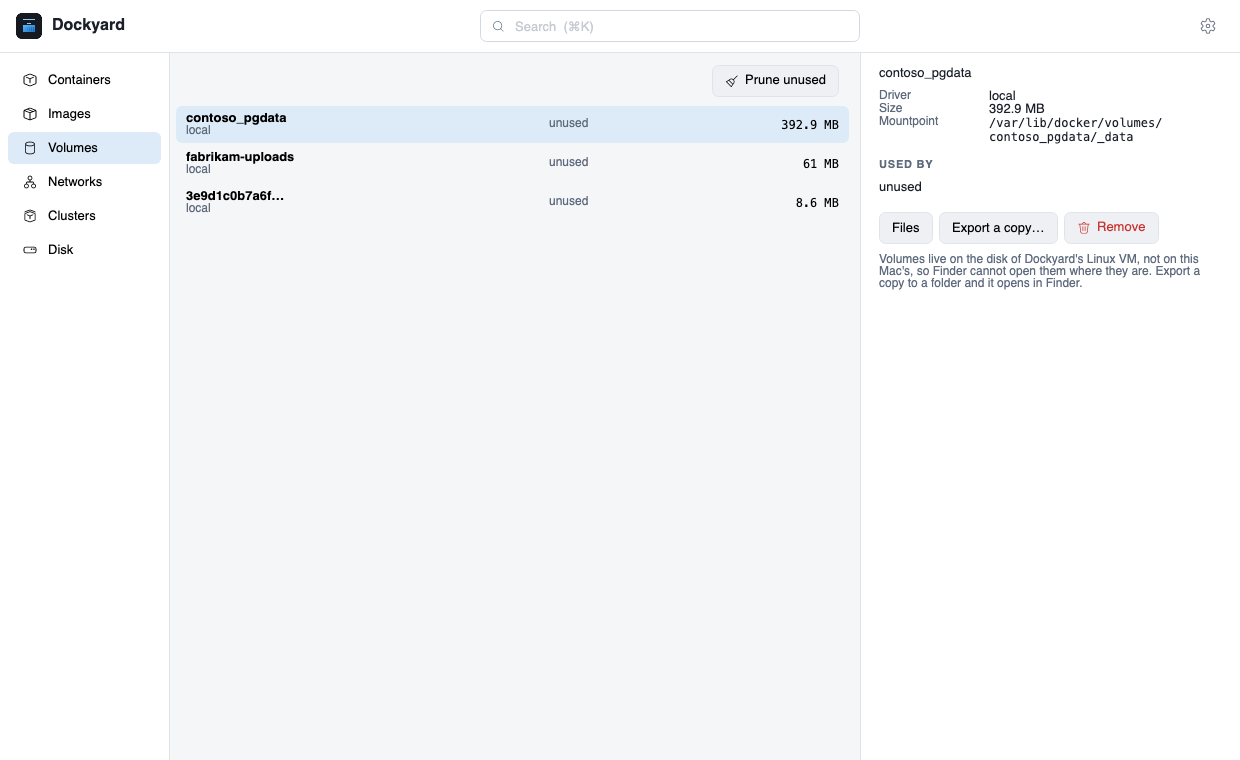 Dockyard
Search (⌘K)
Containers
Images
Volumes
Networks
Clusters
Disk
Prune unused
contoso_pgdata
local
unused
392.9 MB
fabrikam-uploads
local
unused
61 MB
3e9d1c0b7a6f…
local
unused
8.6 MB
contoso_pgdata
Driver local
Size 392.9 MB
Mountpoint /var/lib/docker/volumes/
contoso_pgdata/_data
USED BY
unused
Files
Export a copy…
Remove
Volumes live on the disk of Dockyard's Linux VM, not on this
Mac's, so Finder cannot open them where they are. Export a
copy to a folder and it opens in Finder.